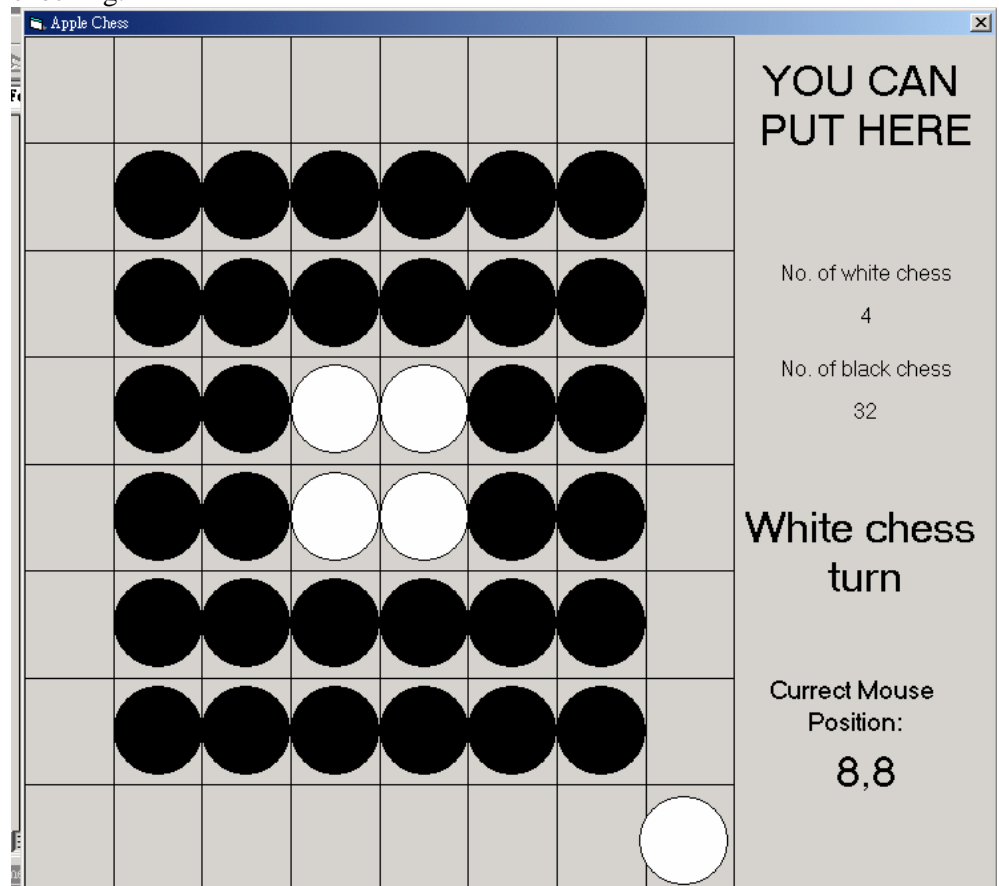 Apple Chess
YOU CAN
PUT HERE
No. of white chess
4
No. of black chess
32
White chess
turn
Currect Mouse
Position:
8,8